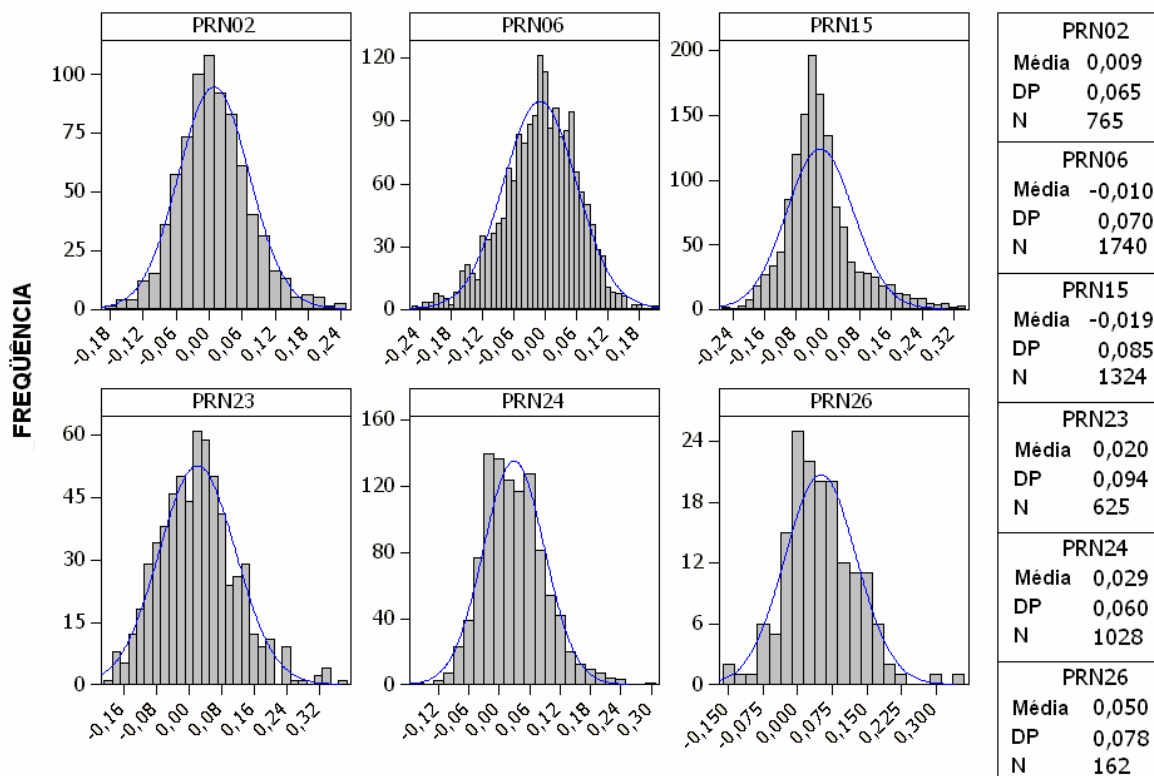 FREQÜÊNCIA
PRN02
100
75
50
25
0
-0,18 -0,12 -0,06 0,00 0,06 0,12 0,18 0,24
PRN06
120
90
60
30
0
-0,24 -0,18 -0,12 -0,06 0,00 0,06 0,12 0,18
PRN15
200
150
100
50
0
-0,24 -0,16 -0,08 0,00 0,08 0,16 0,24 0,32
PRN23
60
45
30
15
0
-0,16 -0,08 0,00 0,08 0,16 0,24 0,32
PRN24
160
120
80
40
0
-0,12 -0,06 0,00 0,06 0,12 0,18 0,24 0,30
PRN26
24
18
12
6
0
-0,150 -0,075 0,000 0,075 0,150 0,225 0,300
PRN02
Média 0,009
DP 0,065
N 765
PRN06
Média -0,010
DP 0,070
N 1740
PRN15
Média -0,019
DP 0,085
N 1324
PRN23
Média 0,020
DP 0,094
N 625
PRN24
Média 0,029
DP 0,060
N 1028
PRN26
Média 0,050
DP 0,078
N 162